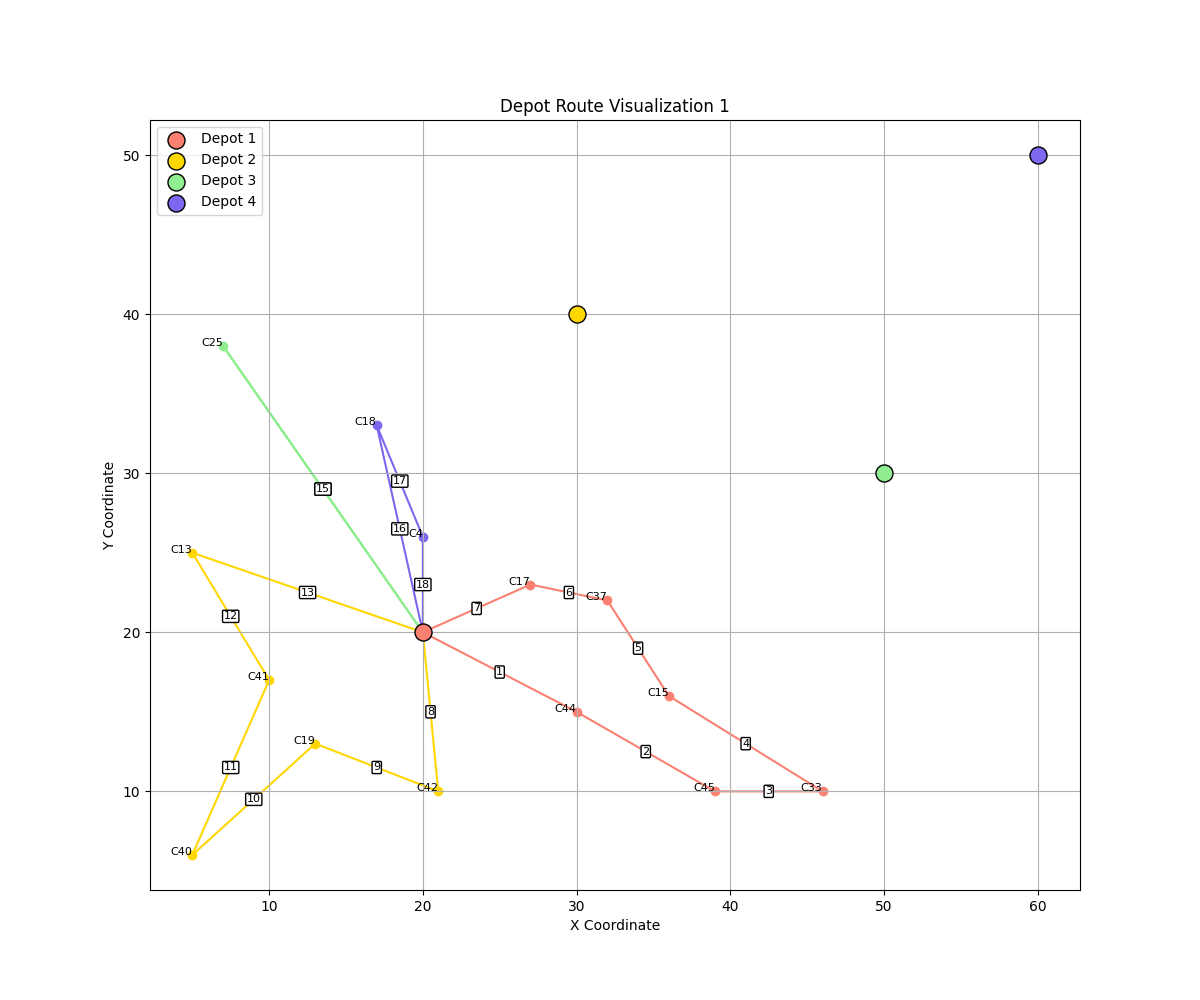 Depot Route Visualization 1
Depot 1
Depot 2
Depot 3
Depot 4
50
40
30
20
10
Y Coordinate
C25
C18
17
15
16
C4
C13
18
13
C17
6
C37
7
12
5
1
C41
C15
C44
8
C19
4
2
11
9
10
C42
C45
3
C33
C40
10
20
30
40
50
60
X Coordinate